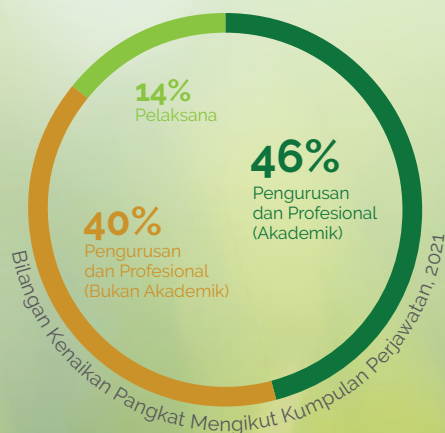 14%
Pelaksana
46%
Pengurusan
dan Profesional
(Akademik)
40%
Pengurusan
dan Profesional
(Bukan Akademik)
Bilangan Kenaikan Pangkat Mengikut Kumpulan Perjawatan, 2021